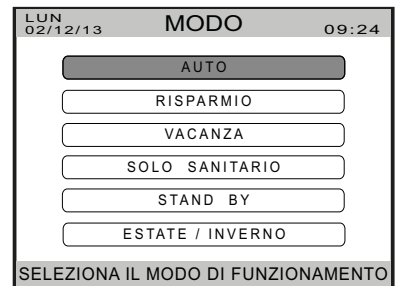 LUN
02/12/13 MODO 09:24
AUTO
RISPARMIO
VACANZA
SOLO SANITARIO
STAND BY
ESTATE / INVERNO
SELEZIONA IL MODO DI FUNZIONAMENTO